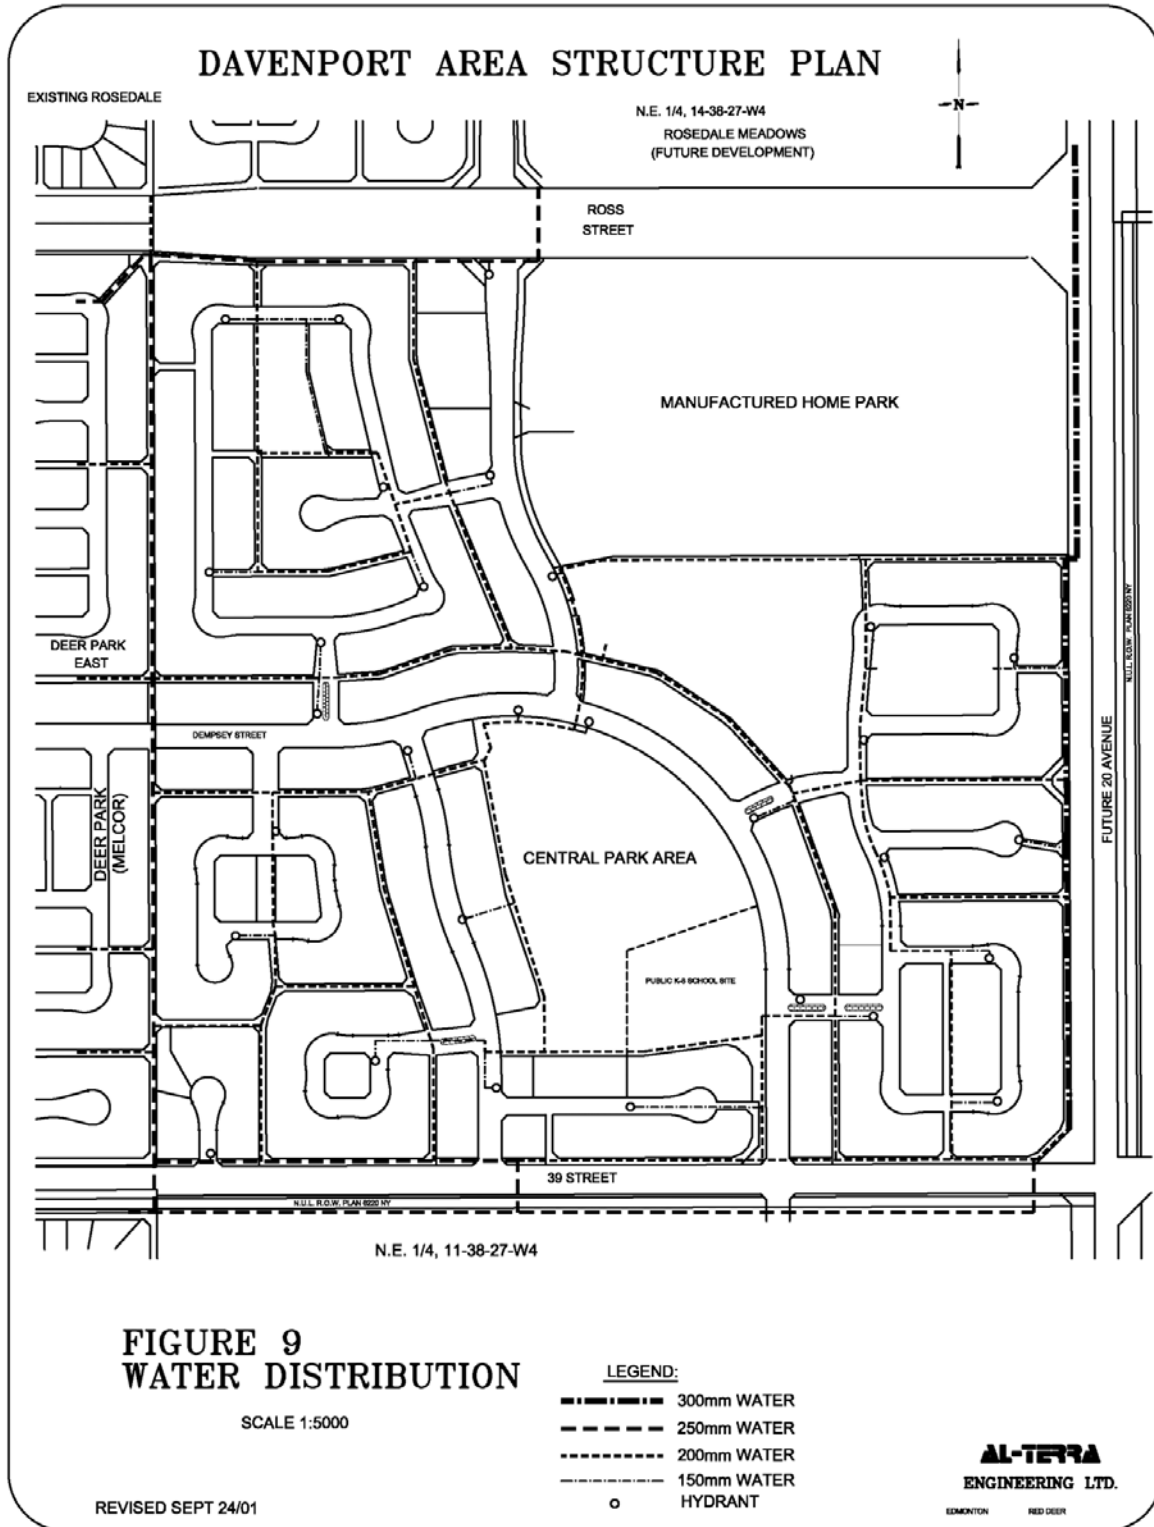 DAVENPORT AREA STRUCTURE PLAN
EXISTING ROSEDALE
N.E. 1/4, 14-38-27-W4
ROSEDALE MEADOWS
(FUTURE DEVELOPMENT)
N
ROSS
STREET
MANUFACTURED HOME PARK
DEER PARK
EAST
N.U.L. R.O.W. PLAN 6220 NY
DEMPSEY STREET
FUTURE 20 AVENUE
DEER PARK
(MELCOR)
CENTRAL PARK AREA
PUBLIC K-8 SCHOOL SITE
39 STREET
N.U.L. R.O.W. PLAN 6220 NY
N.E. 1/4, 11-38-27-W4
FIGURE 9
WATER DISTRIBUTION
SCALE 1:5000
LEGEND:
300mm WATER
250mm WATER
200mm WATER
150mm WATER
HYDRANT
AL-TERRA
ENGINEERING LTD.
EDMONTON RED DEER
REVISED SEPT 24/01